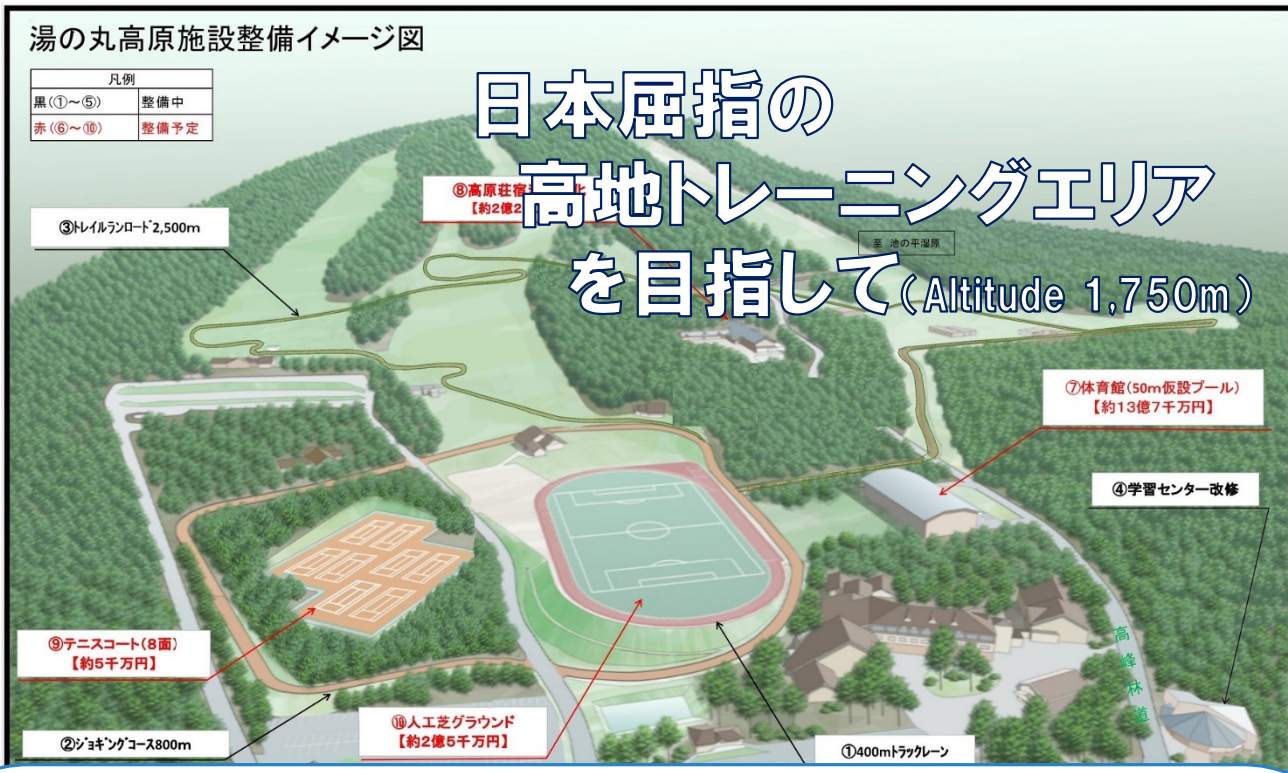 湯の丸高原施設整備イメージ図
凡例
黒(①~⑤) 整備中
赤(⑥~⑩) 整備予定
日本屈指の
高地トレーニングエリア
を目指して(Altitude 1,750m)
⑧高原荘宿
【約2億2
③トレイルランロード2,500m
至 池の平湿原
⑦体育館(50m仮設プール)
【約13億7千万円】
④学習センター改修
高峰林道
⑨テニスコート(8面)
【約5千万円】
⑩人工芝グラウンド
【約2億5千万円】
②ジョギングコース800m
①400mトラックレーン